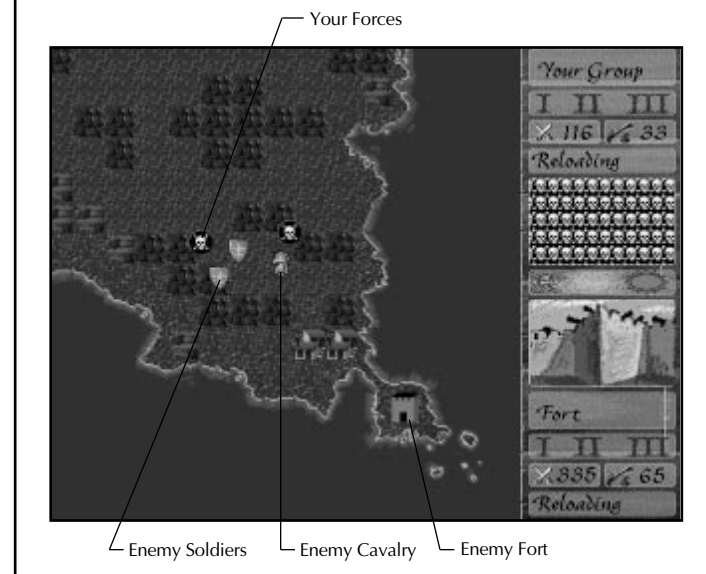 Your Forces
Your Group
I II III
116 33
Reloading
Fort
I II III
335 65
Reloading
Enemy Soldiers
Enemy Cavalry
Enemy Fort